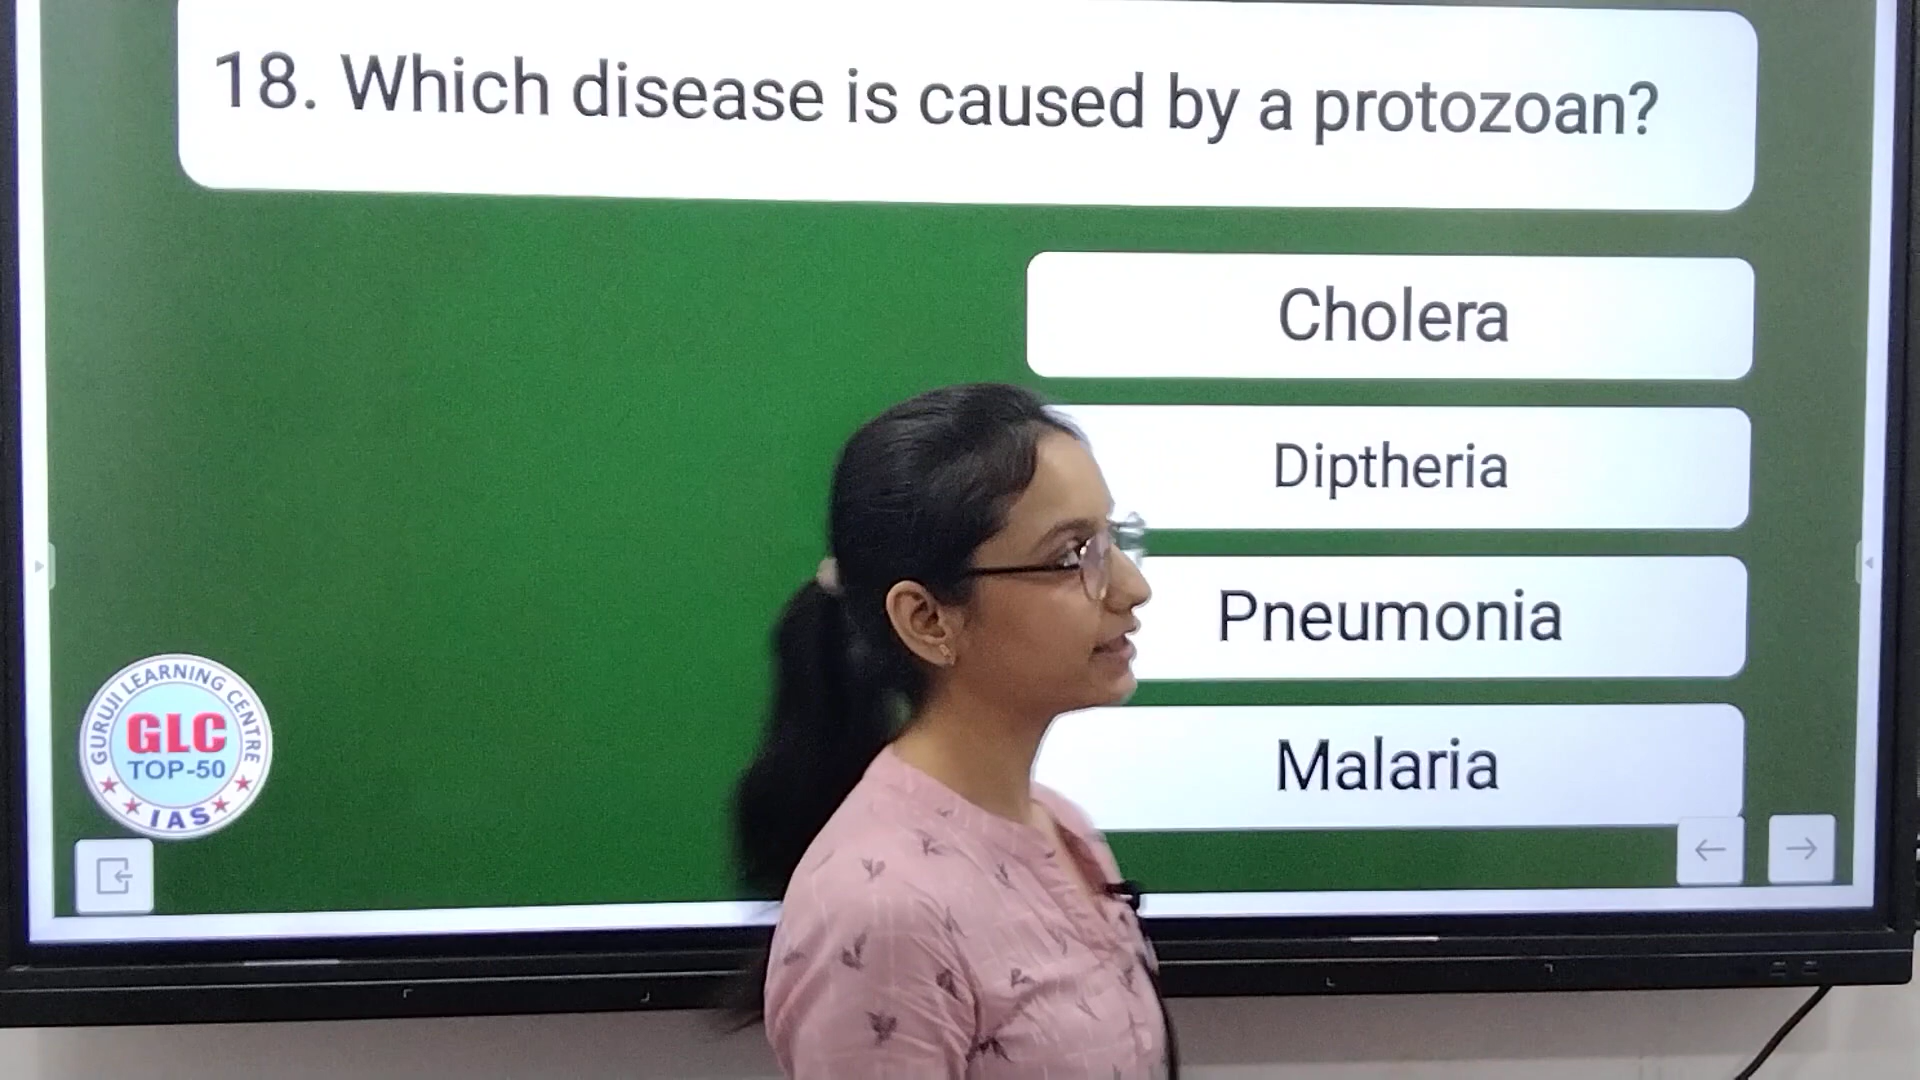 18. Which disease is caused by a protozoan?
Cholera
Diptheria
Pneumonia
Malaria
GURUJI LEARNING CENTRE
GLC
TOP-50
IAS